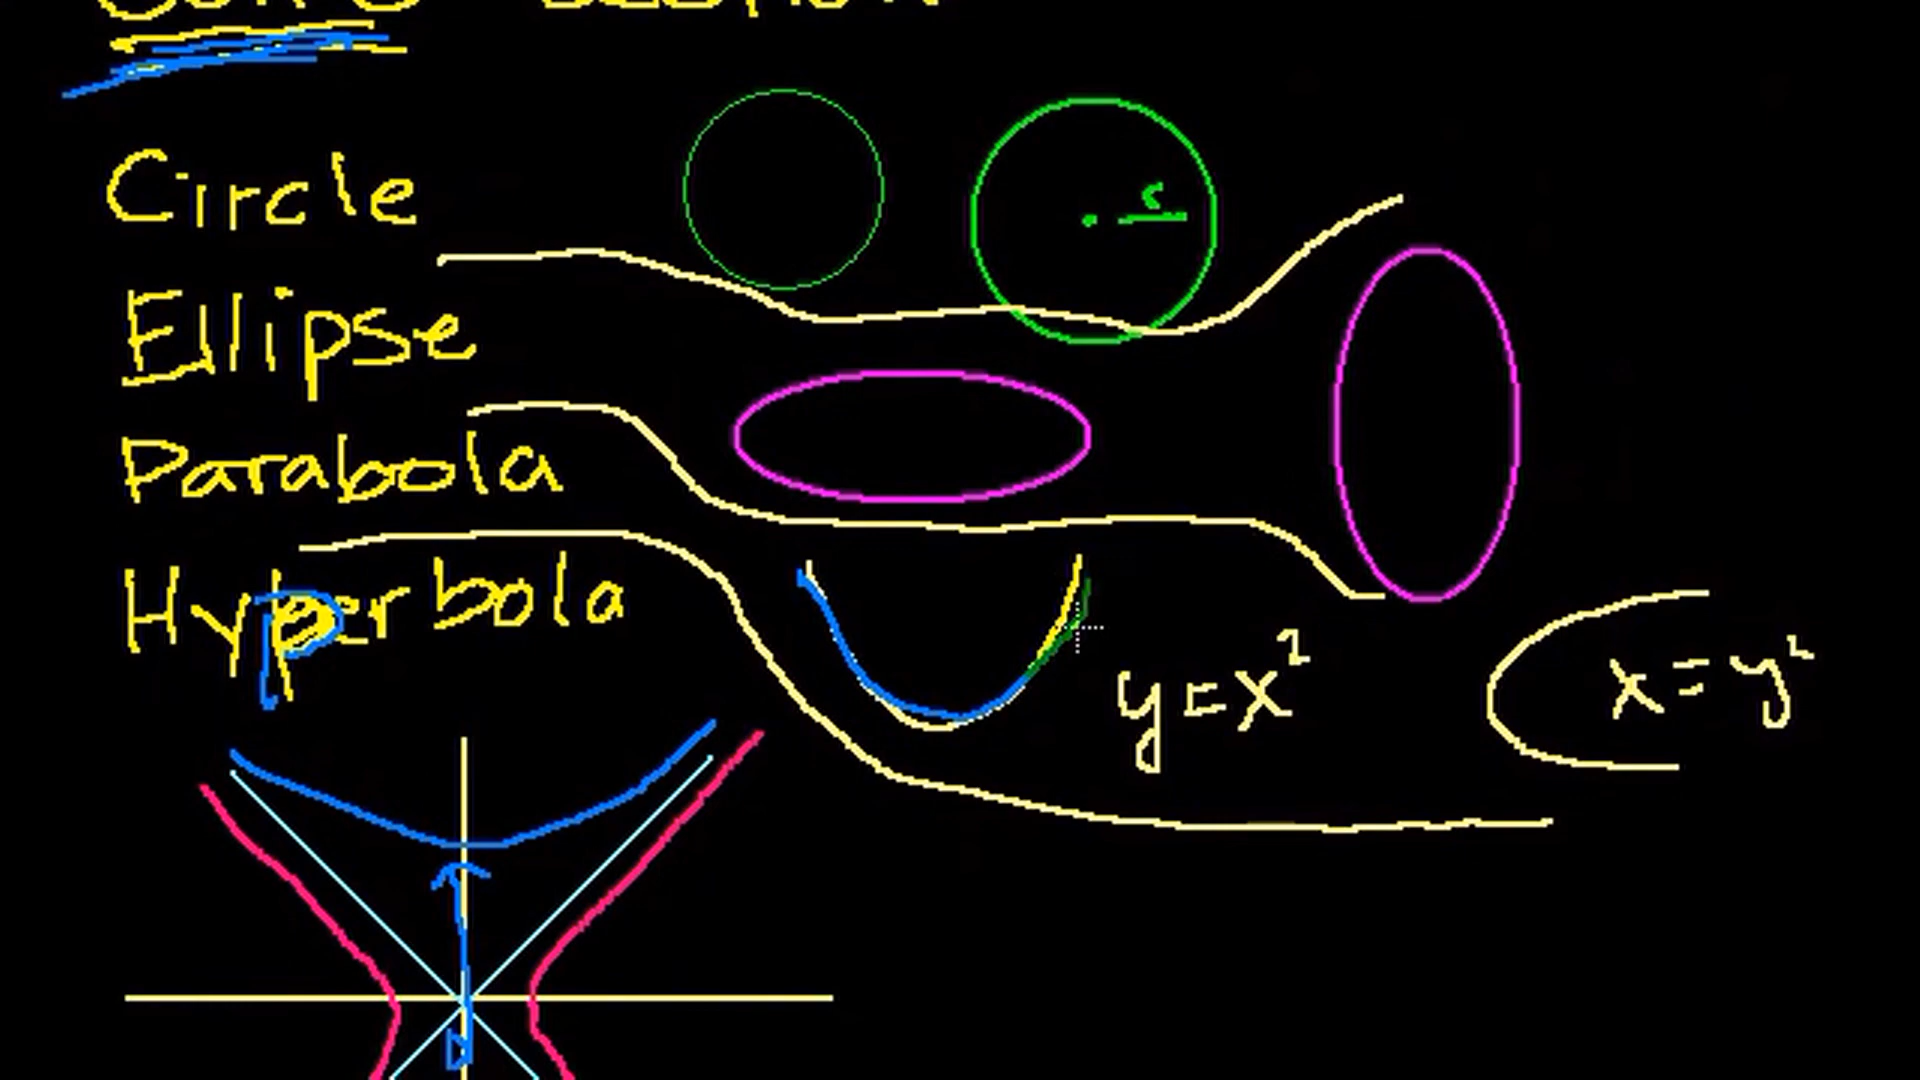 Circle
Ellipse
Parabola
Hyperbola
y=x²
x=y²